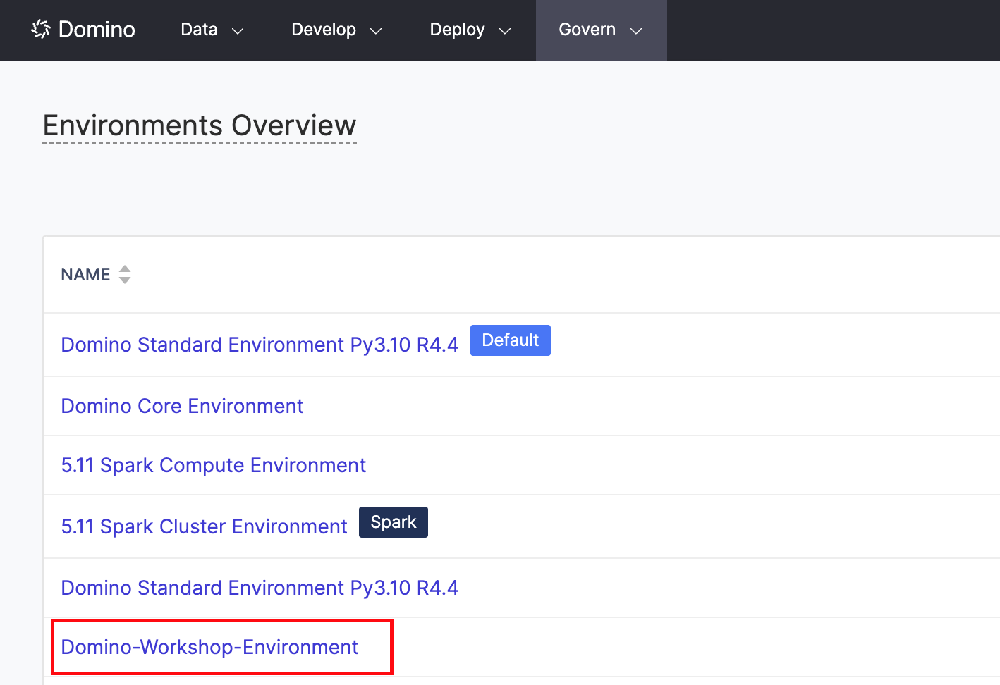 Domino Data Develop Deploy Govern
Environments Overview
NAME
Domino Standard Environment Py3.10 R4.4 Default
Domino Core Environment
5.11 Spark Compute Environment
5.11 Spark Cluster Environment Spark
Domino Standard Environment Py3.10 R4.4
Domino-Workshop-Environment